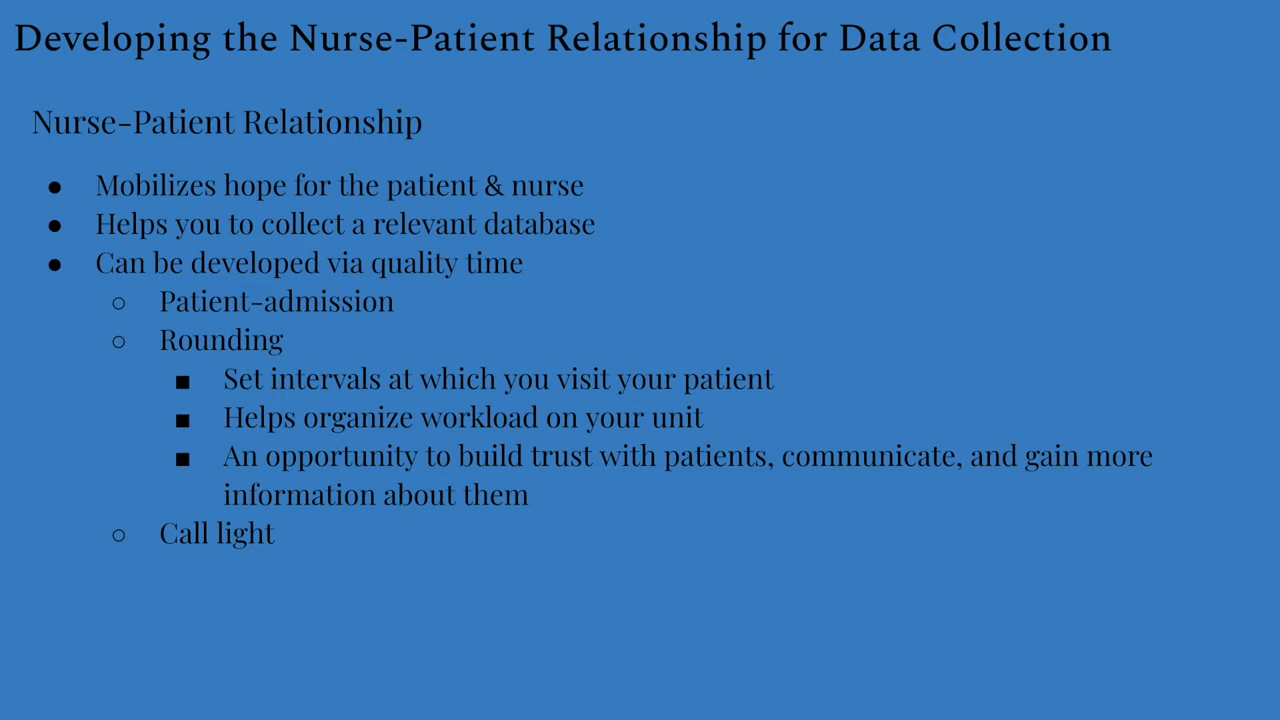 Developing the Nurse-Patient Relationship for Data Collection
Nurse-Patient Relationship
● Mobilizes hope for the patient & nurse
● Helps you to collect a relevant database
● Can be developed via quality time
○ Patient-admission
○ Rounding
■ Set intervals at which you visit your patient
■ Helps organize workload on your unit
■ An opportunity to build trust with patients, communicate, and gain more
information about them
○ Call light